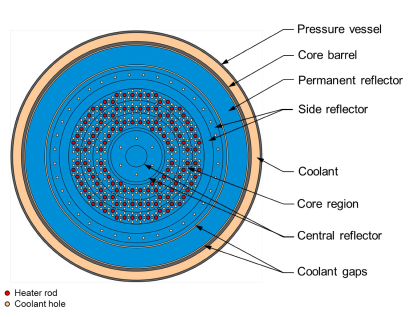 Pressure vessel
Core barrel
Permanent reflector
Side reflector
Coolant
Core region
Central reflector
Coolant gaps
Heater rod
Coolant hole